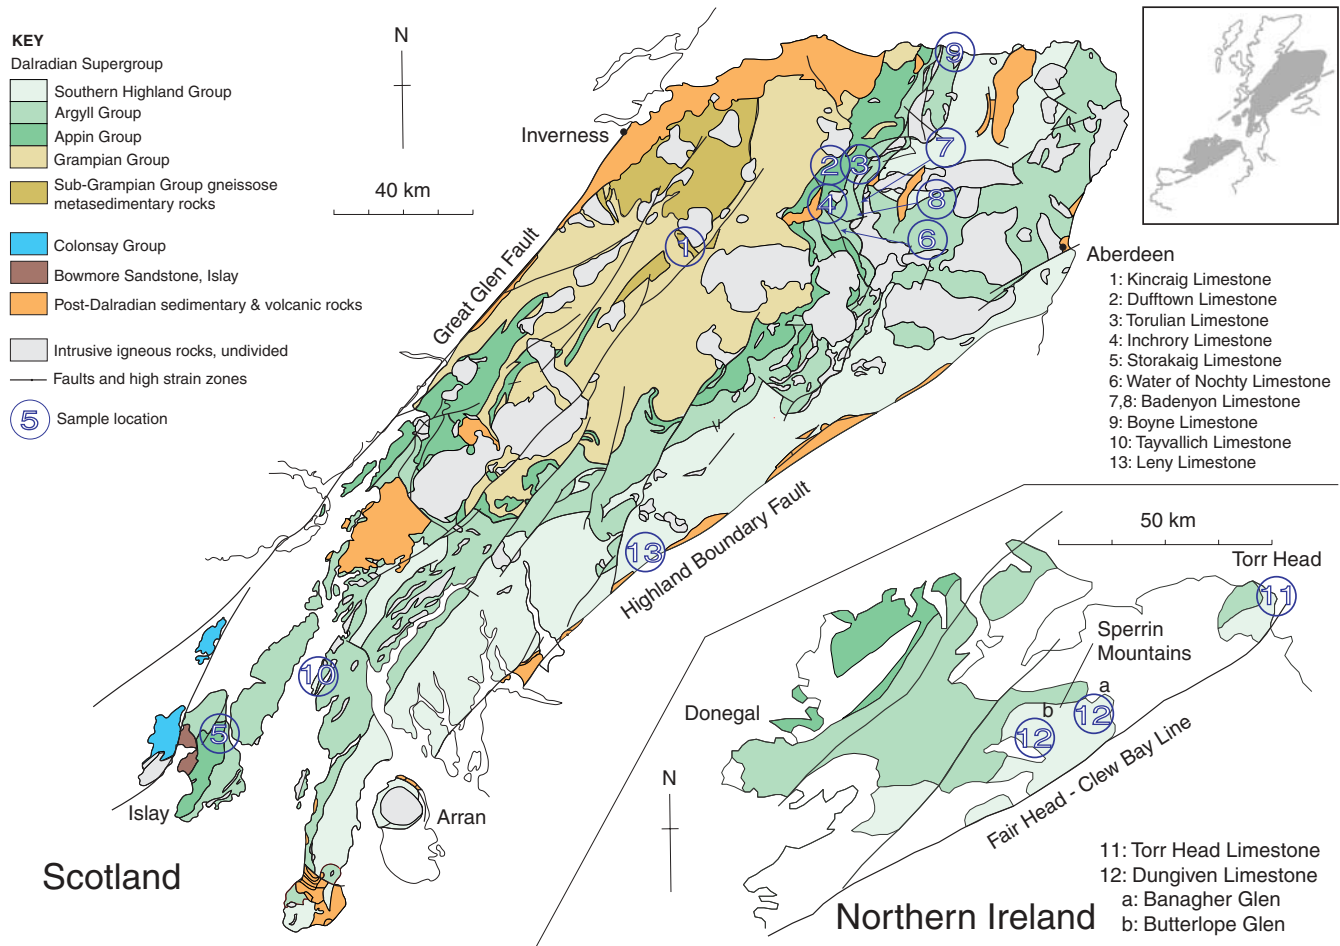 KEY
Dalradian Supergroup
Southern Highland Group
Argyll Group
Appin Group
Grampian Group
Sub-Grampian Group gneissose
metasedimentary rocks
Colonsay Group
Bowmore Sandstone, Islay
Post-Dalradian sedimentary & volcanic rocks
Intrusive igneous rocks, undivided
Faults and high strain zones
5 Sample location
N
40 km
Inverness
Great Glen Fault
Highland Boundary Fault
Aberdeen
9
7
2
3
4
8
6
1
13
10
5
Islay
Arran
Scotland
1: Kincraig Limestone
2: Dufftown Limestone
3: Torulian Limestone
4: Inchrory Limestone
5: Storakaig Limestone
6: Water of Nochty Limestone
7,8: Badenyon Limestone
9: Boyne Limestone
10: Tayvallich Limestone
13: Leny Limestone
50 km
Torr Head
11
Sperrin
Mountains
a
12
b
12
Donegal
N
Fair Head - Clew Bay Line
Northern Ireland
11: Torr Head Limestone
12: Dungiven Limestone
a: Banagher Glen
b: Butterlope Glen